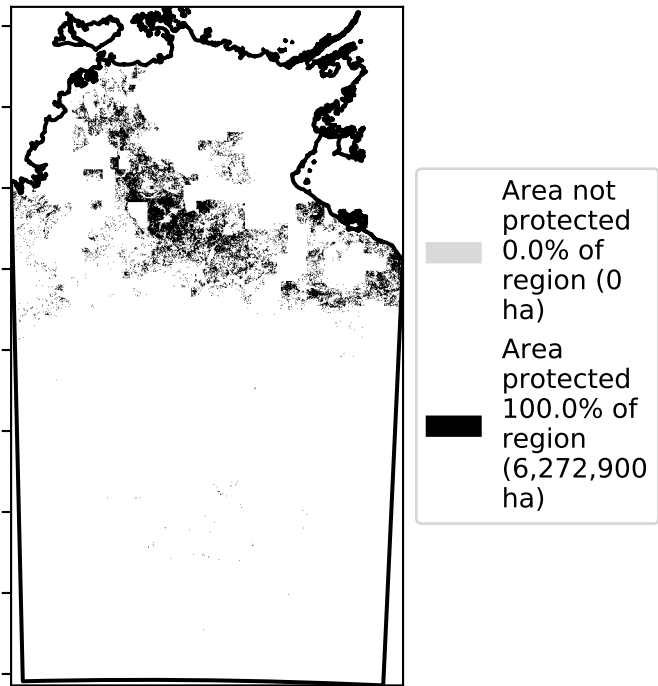 Area not
protected
0.0% of
region (0
ha)
Area
protected
100.0% of
region
(6,272,900
ha)